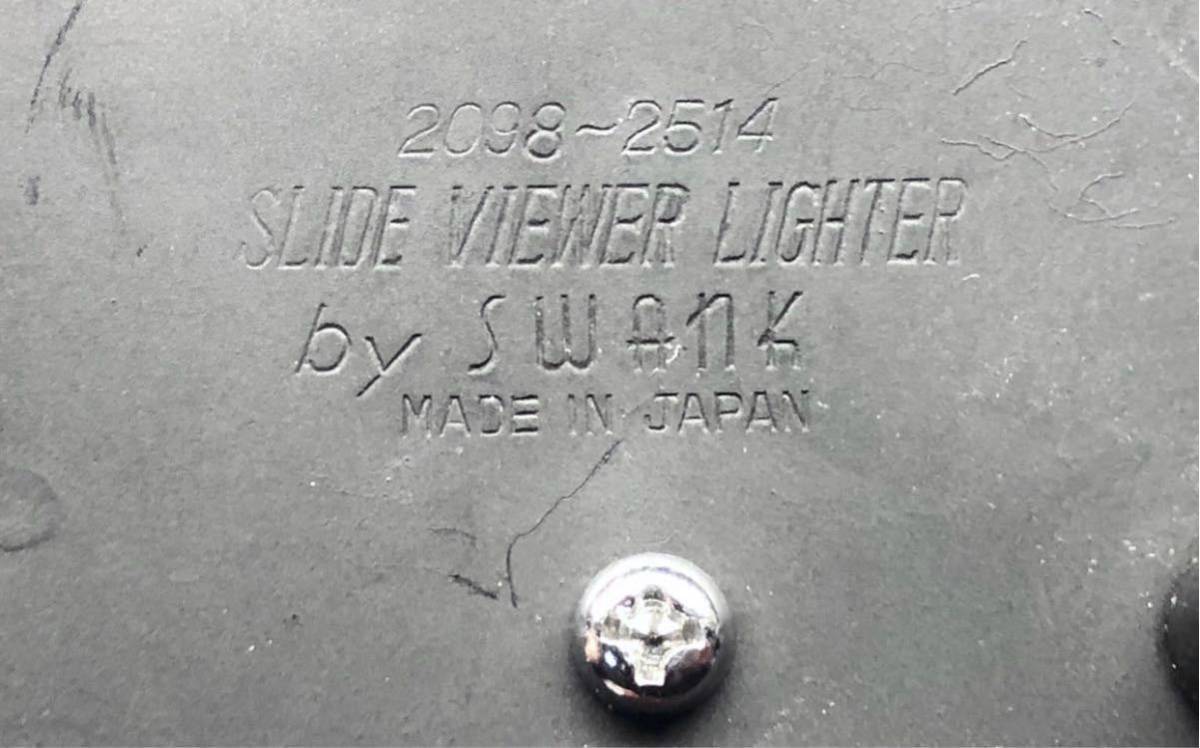 2098~2514
SLIDE VIEWER LIGHTER
by SWANK
MADE IN JAPAN